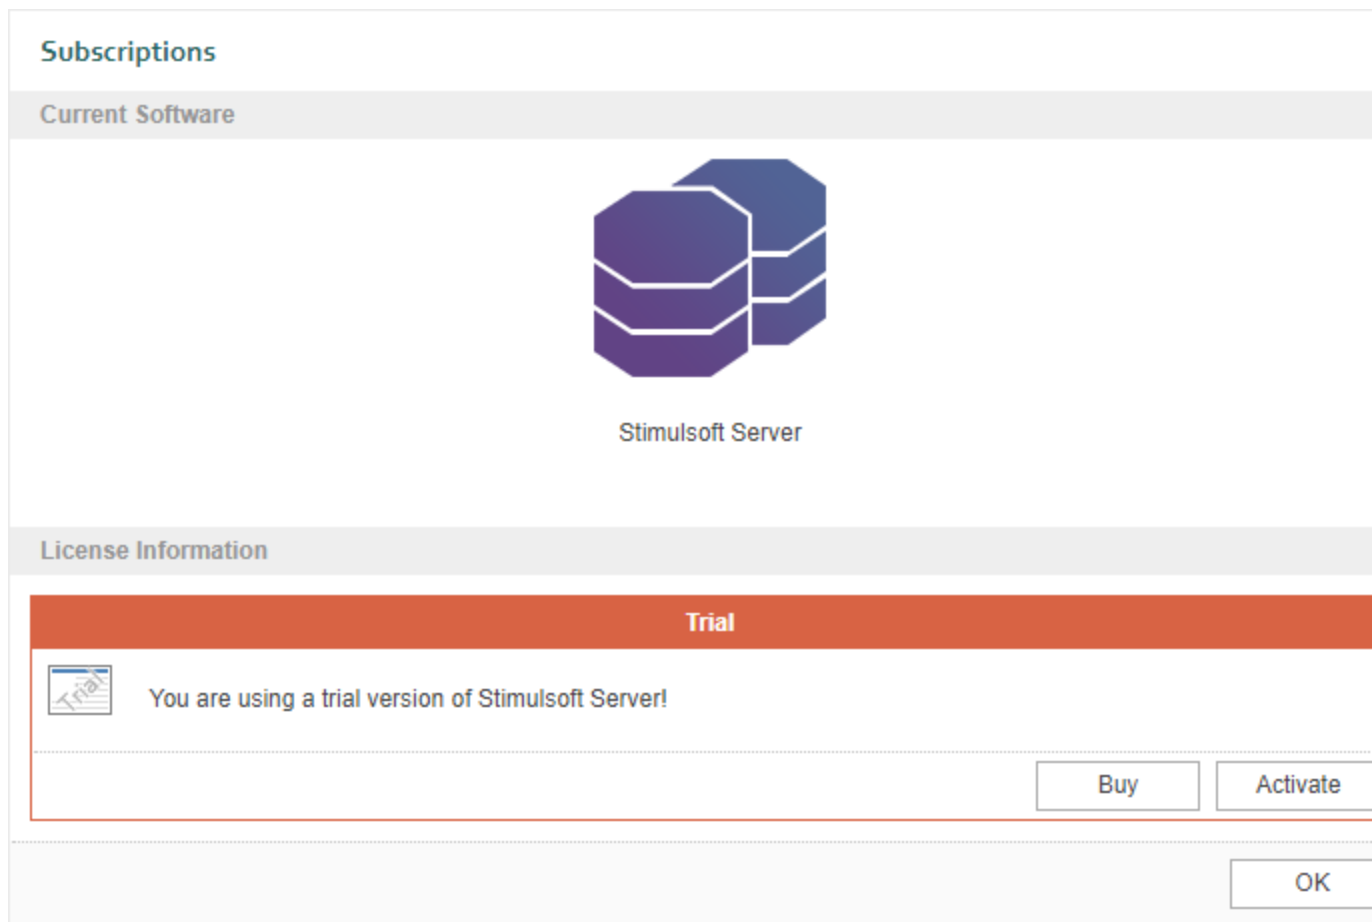 Subscriptions
Current Software
Stimulsoft Server
License Information
Trial
Trial
You are using a trial version of Stimulsoft Server!
Buy
Activate
OK